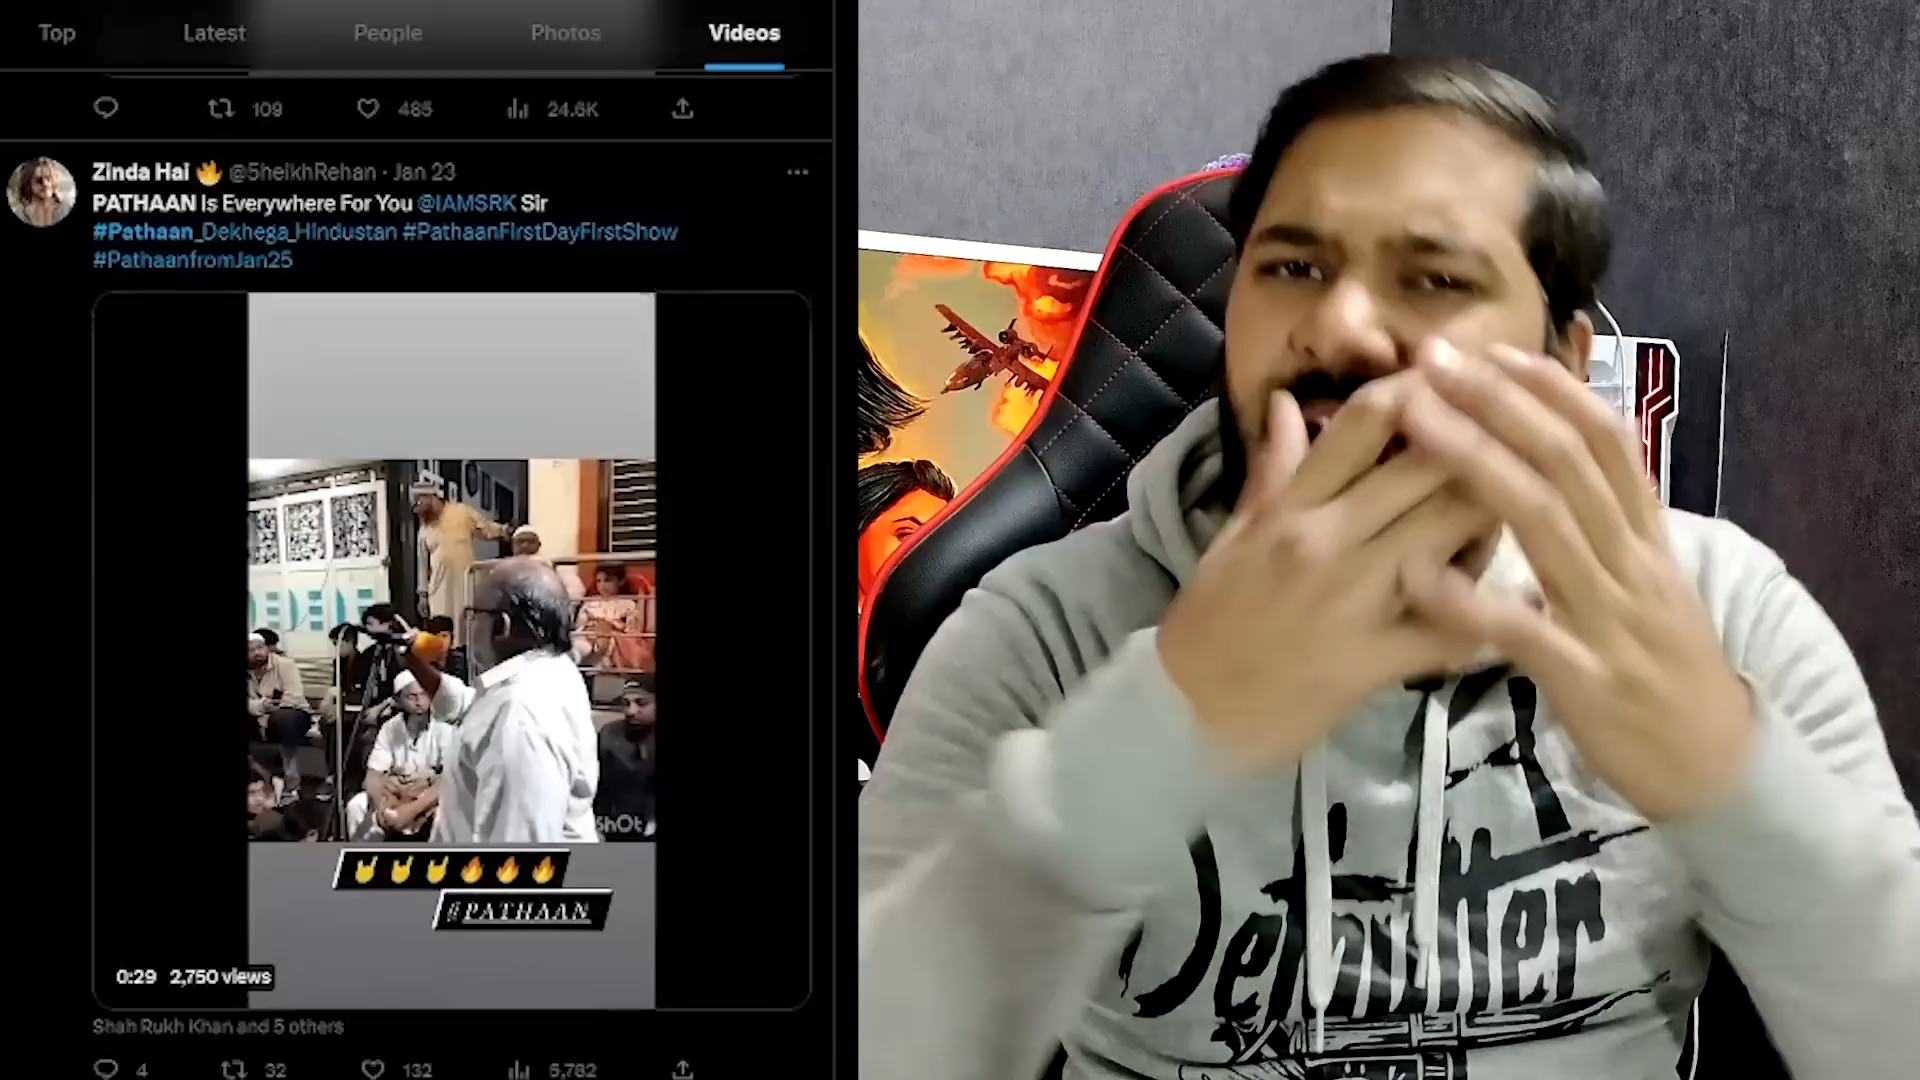 Top Latest People Photos Videos
109 485 24.6K
Zinda Hai 🔥 @5heikhRehan · Jan 23
PATHAAN Is Everywhere For You @IAMSRK Sir
#Pathaan_Dekhega_Hindustan #PathaanFirstDayFirstShow
#PathaanfromJan25
shot
#PATHAAN
0:29 2,750 views
Shah Rukh Khan and 5 others
4 32 132 5,782